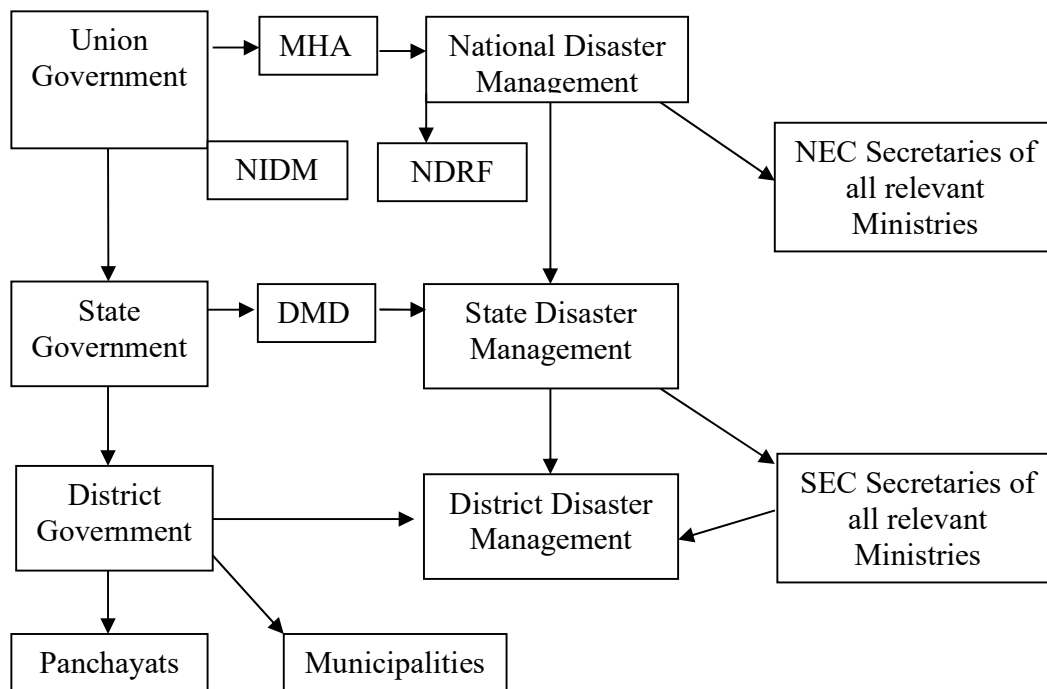 Union
Government
MHA
National Disaster
Management
NIDM
NDRF
NEC Secretaries of
all relevant
Ministries
State
Government
DMD
State Disaster
Management
District
Government
District Disaster
Management
SEC Secretaries of
all relevant
Ministries
Panchayats
Municipalities